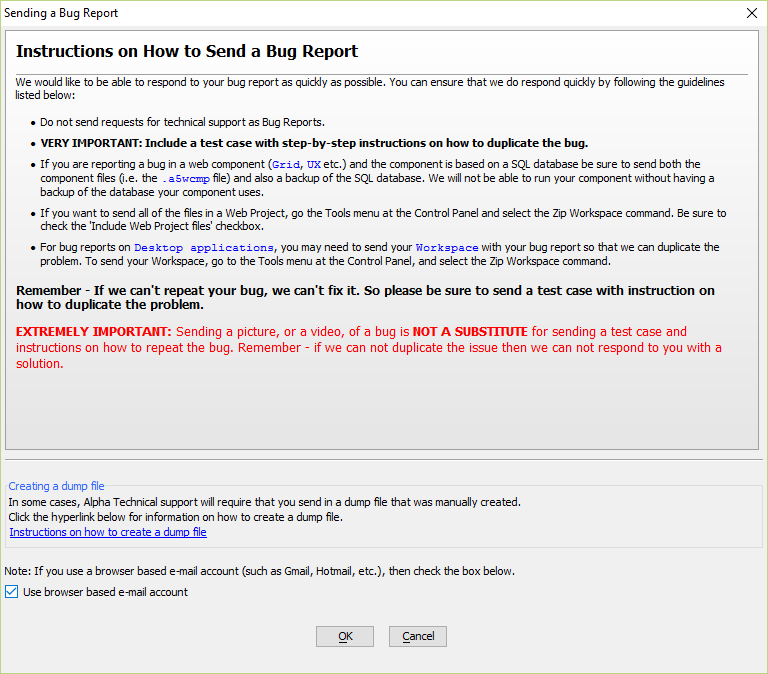 Sending a Bug Report
Instructions on How to Send a Bug Report
We would like to be able to respond to your bug report as quickly as possible. You can ensure that we do respond quickly by following the guidelines
listed below:
• Do not send requests for technical support as Bug Reports.
• VERY IMPORTANT: Include a test case with step-by-step instructions on how to duplicate the bug.
• If you are reporting a bug in a web component (Grid, UX etc.) and the component is based on a SQL database be sure to send both the
component files (i.e. the .a5wcmp file) and also a backup of the SQL database. We will not be able to run your component without having a
backup of the database your component uses.
• If you want to send all of the files in a Web Project, go the Tools menu at the Control Panel and select the Zip Workspace command. Be sure to
check the 'Include Web Project files' checkbox.
• For bug reports on Desktop applications, you may need to send your Workspace with your bug report so that we can duplicate the
problem. To send your Workspace, go to the Tools menu at the Control Panel, and select the Zip Workspace command.
Remember - If we can't repeat your bug, we can't fix it. So please be sure to send a test case with instruction on
how to duplicate the problem.
EXTREMELY IMPORTANT: Sending a picture, or a video, of a bug is NOT A SUBSTITUTE for sending a test case and
instructions on how to repeat the bug. Remember - if we can not duplicate the issue then we can not respond to you with a
solution.
Creating a dump file
In some cases, Alpha Technical support will require that you send in a dump file that was manually created.
Click the hyperlink below for information on how to create a dump file.
Instructions on how to create a dump file
Note: If you use a browser based e-mail account (such as Gmail, Hotmail, etc.), then check the box below.
Use browser based e-mail account
OK
Cancel